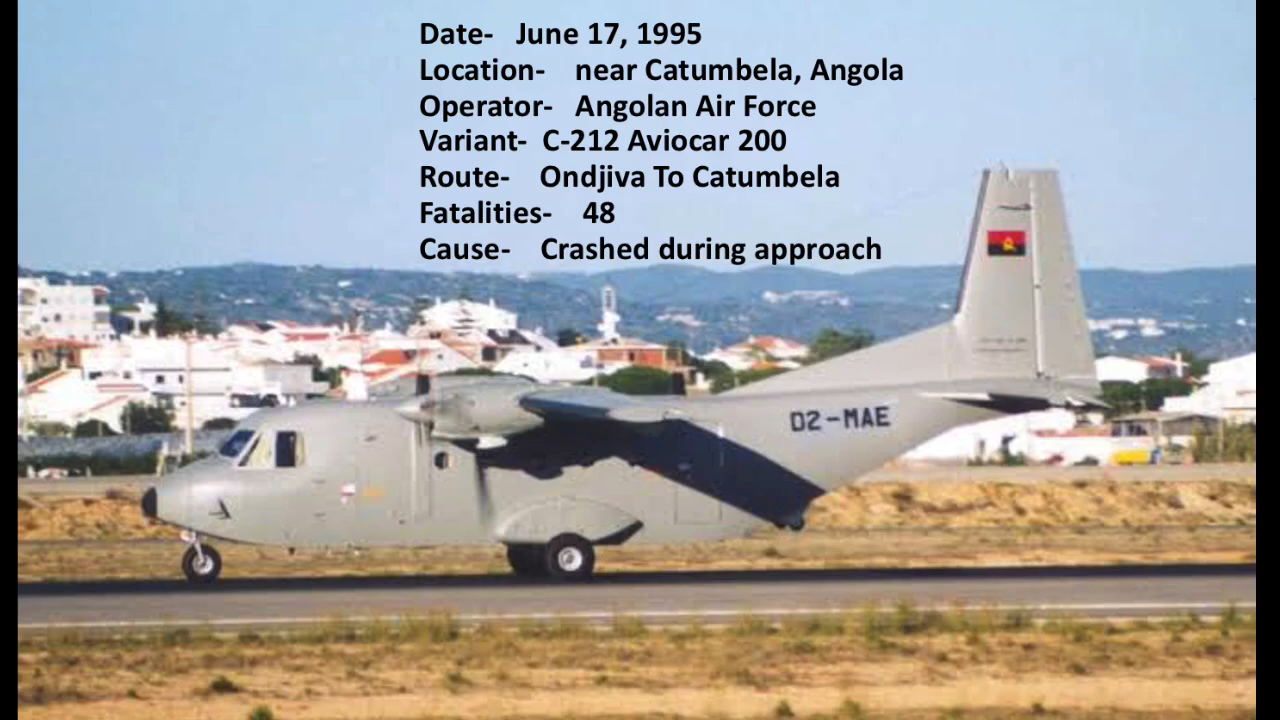 Date- June 17, 1995
Location- near Catumbela, Angola
Operator- Angolan Air Force
Variant- C-212 Aviocar 200
Route- Ondjiva To Catumbela
Fatalities- 48
Cause- Crashed during approach
D2-MAE